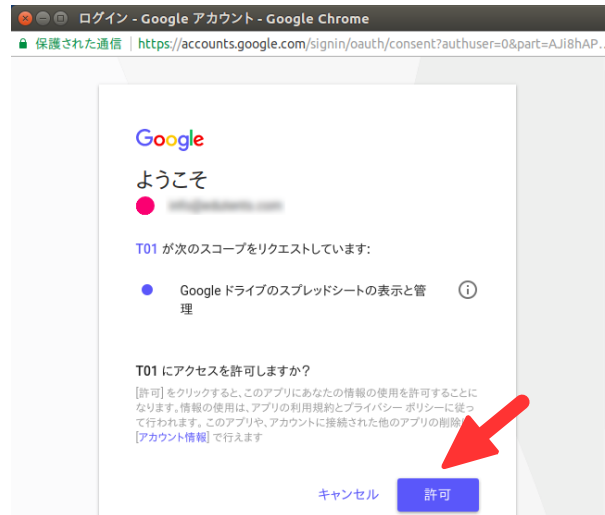 ログイン - Google アカウント - Google Chrome
保護された通信 https://accounts.google.com/signin/oauth/consent?authuser=0&part=AJi8hAP..
Google
ようこそ
T01 が次のスコープをリクエストしています:
Google ドライブのスプレッドシートの表示と管
理
T01 にアクセスを許可しますか？
[許可] をクリックすると、このアプリにあなたの情報の使用を許可することに
なります。情報の使用は、アプリの利用規約とプライバシー ポリシーに従っ
て行われます。このアプリや、アカウントに接続された他のアプリの削除
[アカウント情報] で行えます
キャンセル
許可